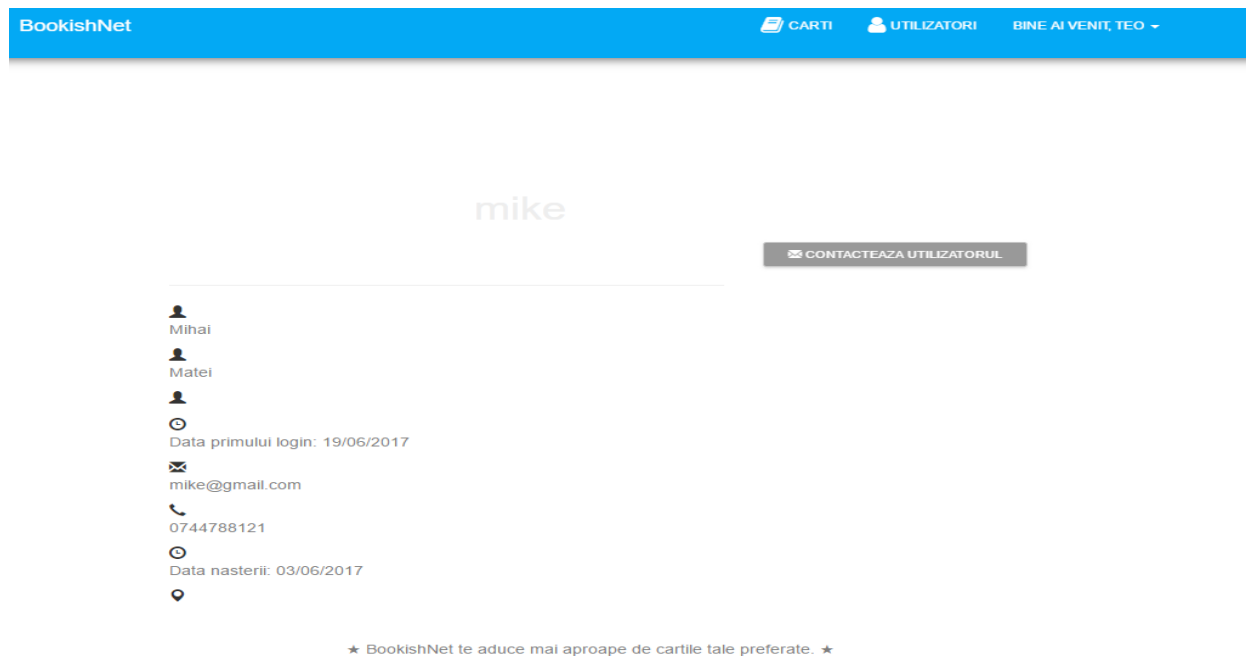 BookishNet CARTI UTILIZATORI BINE AI VENIT, TEO
mike
CONTACTEAZA UTILIZATORUL
Mihai
Matei
Data primului login: 19/06/2017
mike@gmail.com
0744788121
Data nasterii: 03/06/2017
★ BookishNet te aduce mai aproape de cartile tale preferate. ★